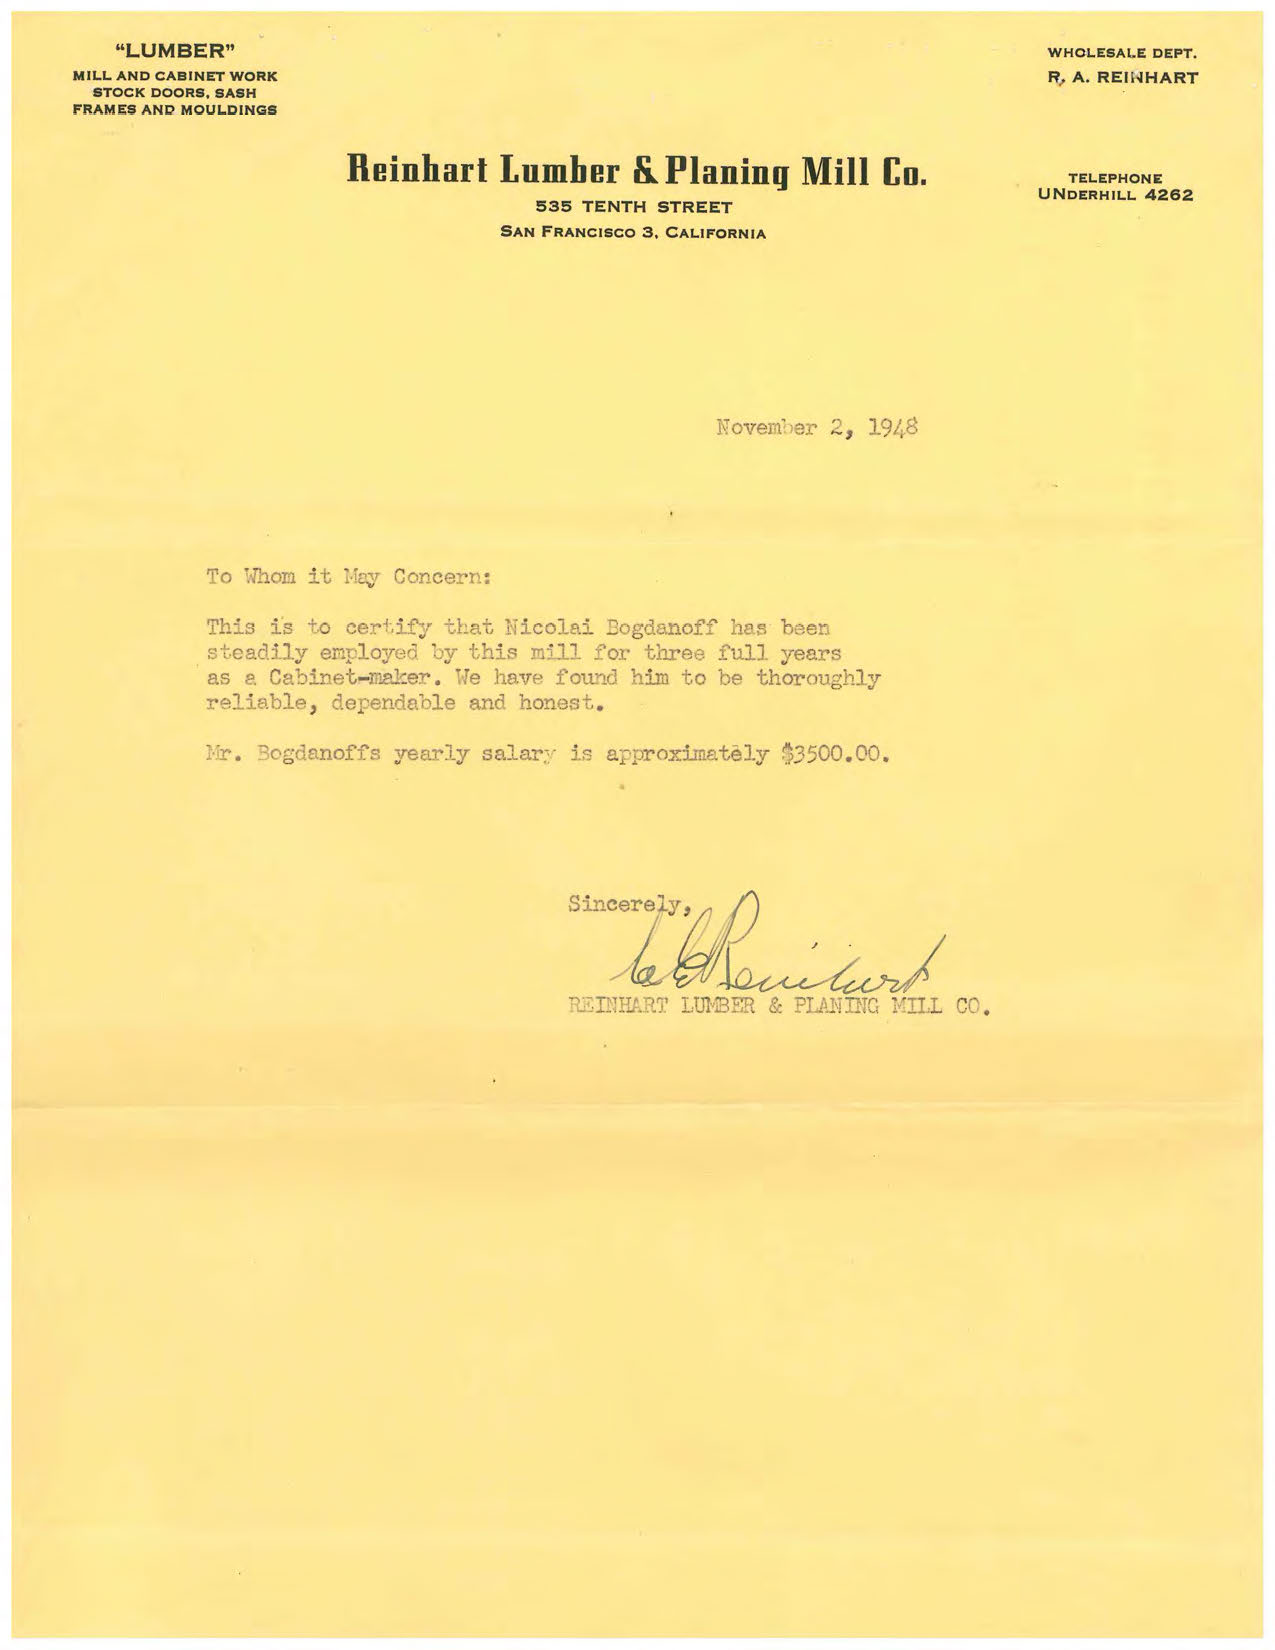 “LUMBER”
MILL AND CABINET WORK
STOCK DOORS, SASH
FRAMES AND MOULDINGS
WHOLESALE DEPT.
R. A. REINHART
Reinhart Lumber & Planing Mill Co.
535 TENTH STREET
SAN FRANCISCO 3, CALIFORNIA
TELEPHONE
UNDERHILL 4262
November 2, 1948
To Whom it May Concern:
This is to certify that Nicolai Bogdanoff has been
steadily employed by this mill for three full years
as a Cabinet-maker. We have found him to be thoroughly
reliable, dependable and honest.
Mr. Bogdanoffs yearly salary is approximately $3500.00.
Sincerely,
Reinhart
REINHART LUMBER & PLANING MILL CO.